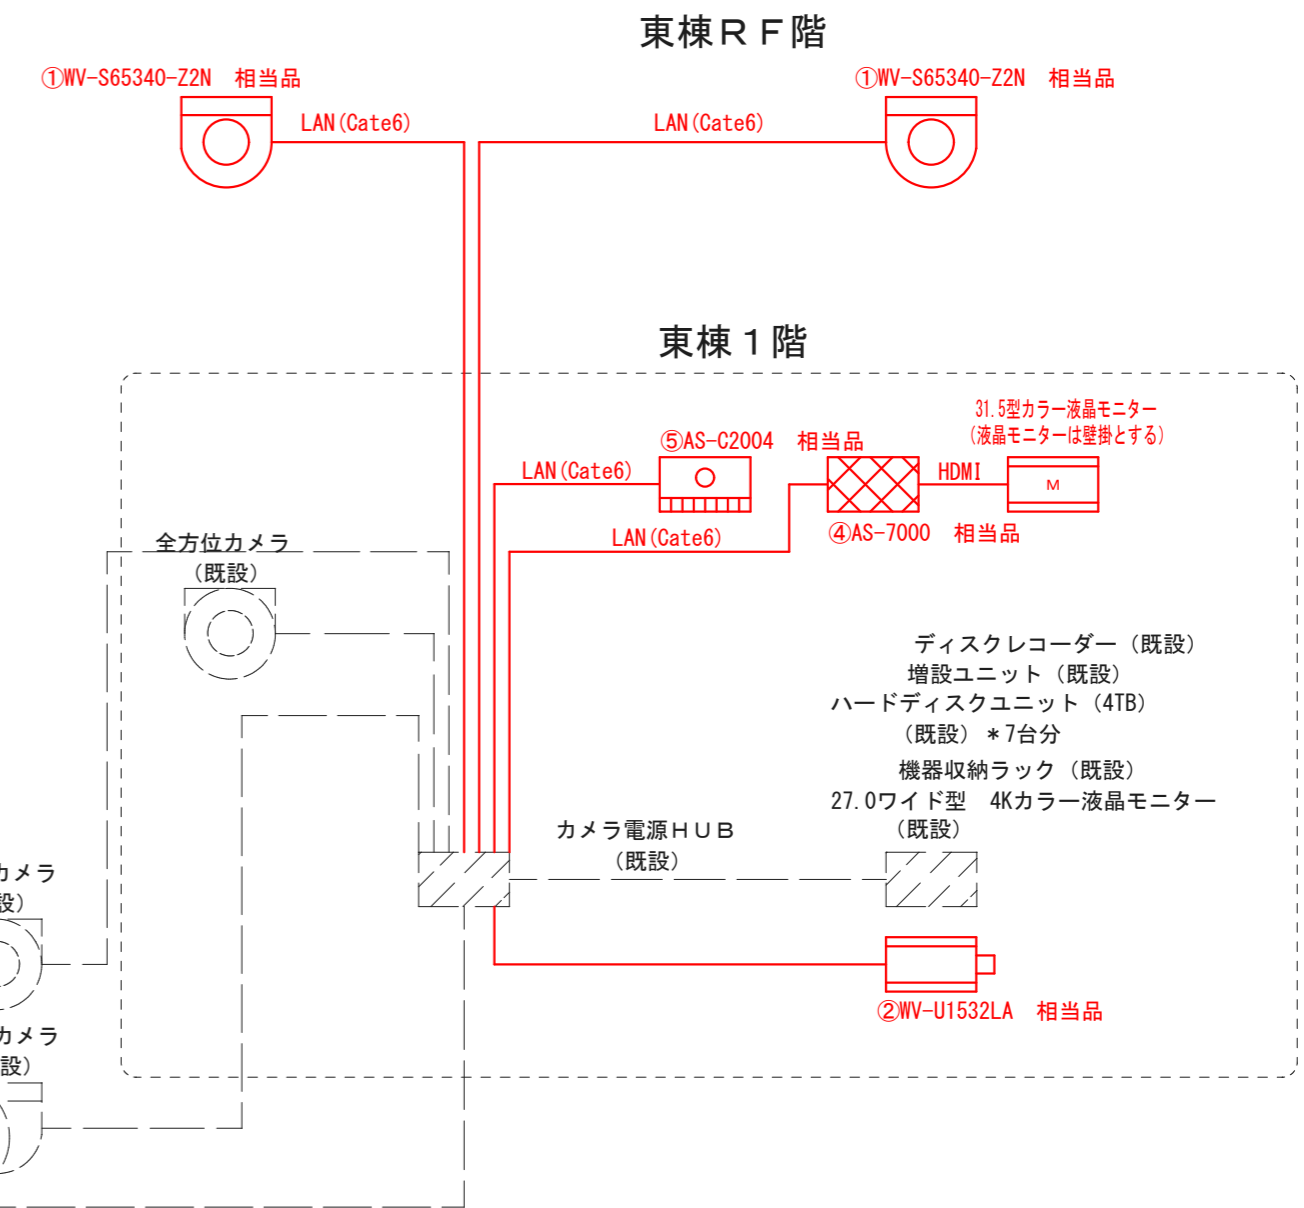 東棟ＲＦ階
①WV-S65340-Z2N　相当品
①WV-S65340-Z2N　相当品
LAN(Cate6)
LAN(Cate6)
東棟１階
31.5型カラー液晶モニター
(液晶モニターは壁掛とする)
⑤AS-C2004　相当品
LAN(Cate6)
HDMI
M
LAN(Cate6)
④AS-7000　相当品
全方位カメラ
（既設）
ディスクレコーダー（既設）
増設ユニット（既設）
ハードディスクユニット（4TB）
（既設）＊7台分
機器収納ラック（既設）
27.0ワイド型　4Kカラー液晶モニター
（既設）
カメラ電源ＨＵＢ
（既設）
カメラ
設）
②WV-U1532LA　相当品
カメラ
設）